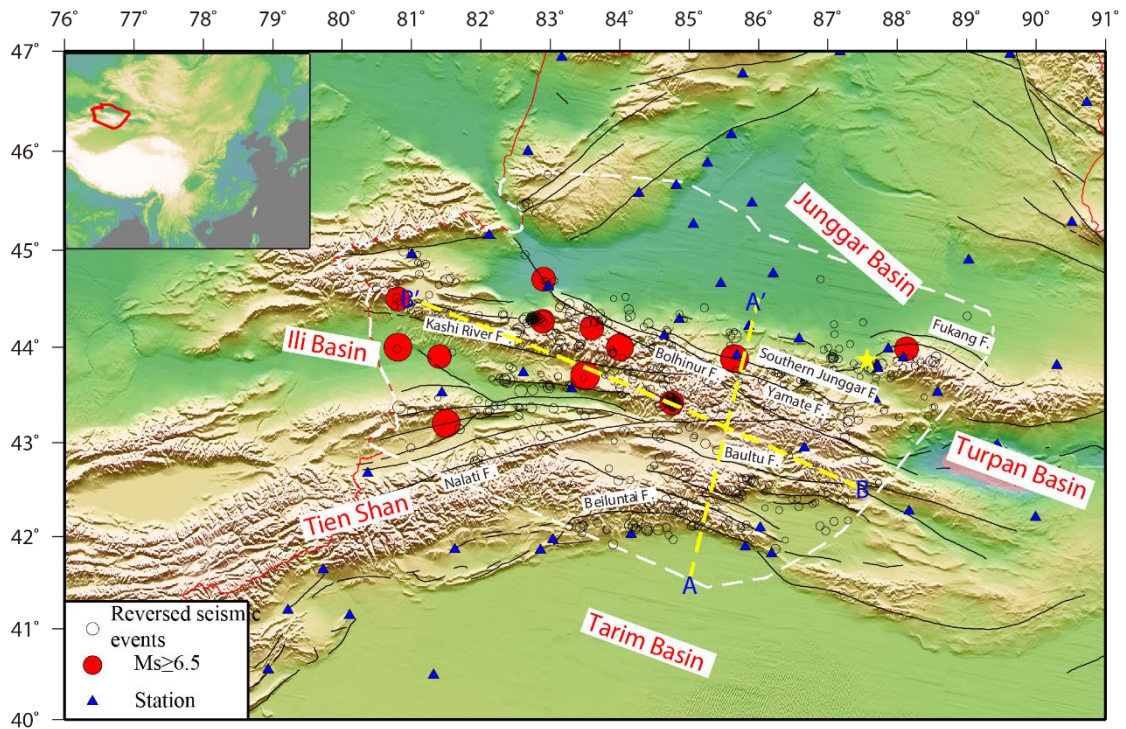 76° 77° 78° 79° 80° 81° 82° 83° 84° 85° 86° 87° 88° 89° 90° 91°
47°
46°
45°
44°
43°
42°
41°
40°
Junggar Basin
A'
B'
Kashi River F.
Fukang F.
Ili Basin
Bolhinur F.
Southern Junggar F.
Yamate F.
Baultu F.
Turpan Basin
Nalati F.
B
Beiluntai F.
Tien Shan
A
Tarim Basin
Reversed seismic
events
Ms≥6.5
Station